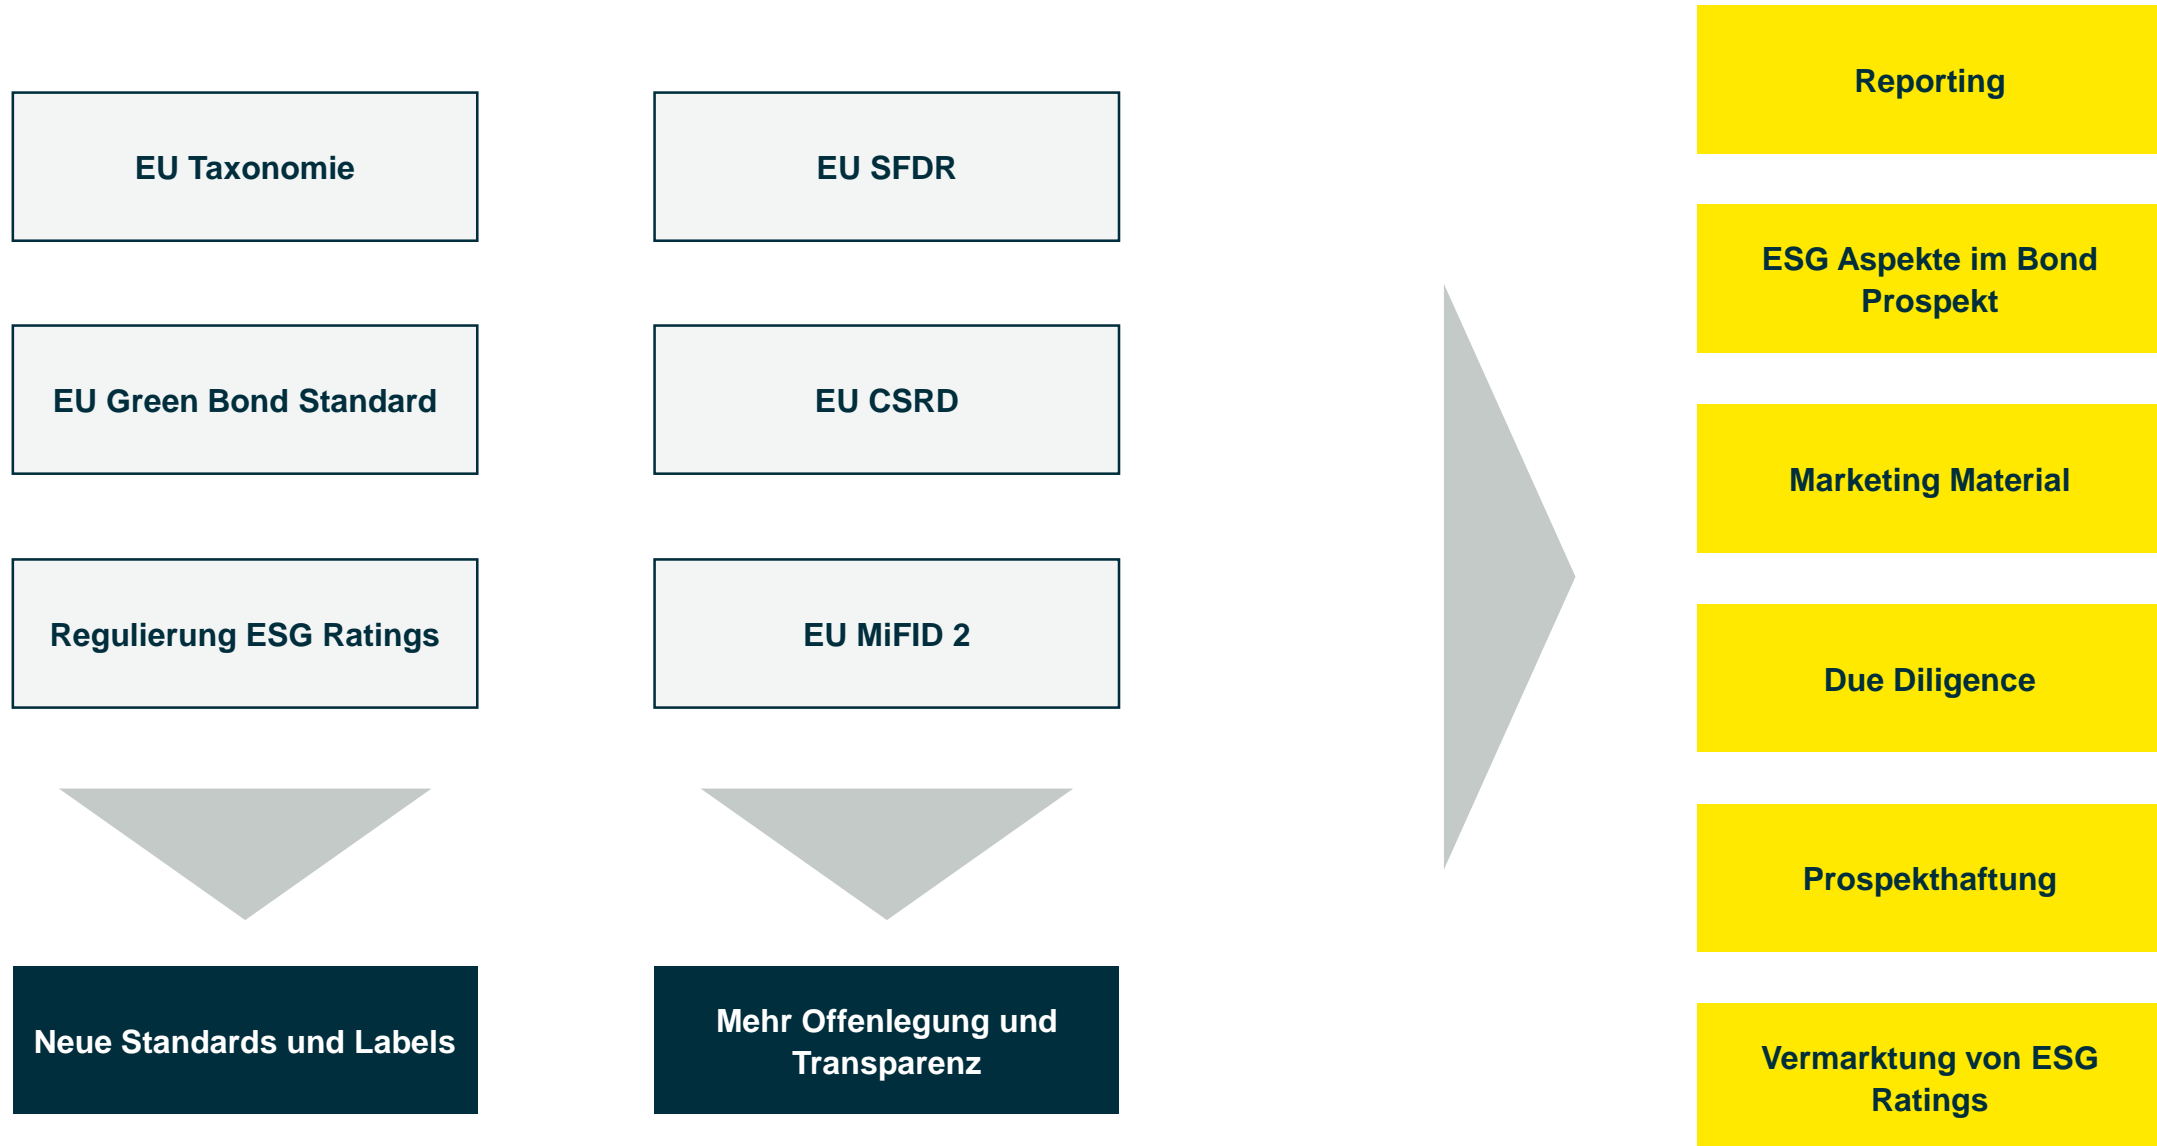 EU Taxonomie
EU Green Bond Standard
Regulierung ESG Ratings
Neue Standards und Labels
EU SFDR
EU CSRD
EU MiFID 2
Mehr Offenlegung und
Transparenz
Reporting
ESG Aspekte im Bond
Prospekt
Marketing Material
Due Diligence
Prospekthaftung
Vermarktung von ESG
Ratings